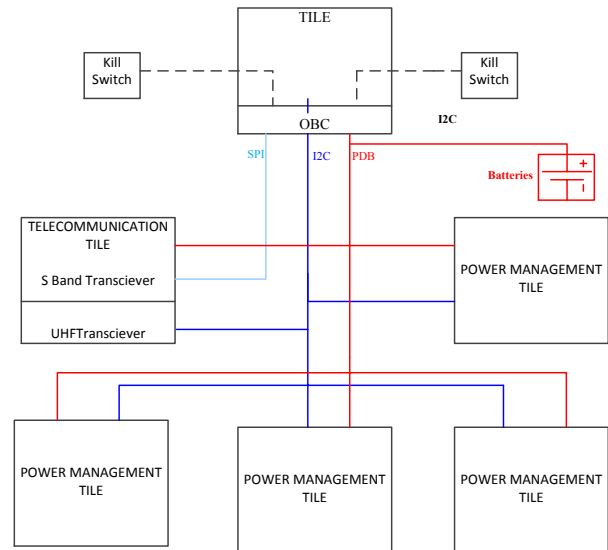 TILE
Kill
Switch
Kill
Switch
I2C
OBC
SPI
I2C
PDB
Batteries
+
TELECOMMUNICATION
TILE
S Band Transciever
UHFTransciever
POWER MANAGEMENT
TILE
POWER MANAGEMENT
TILE
POWER MANAGEMENT
TILE
POWER MANAGEMENT
TILE